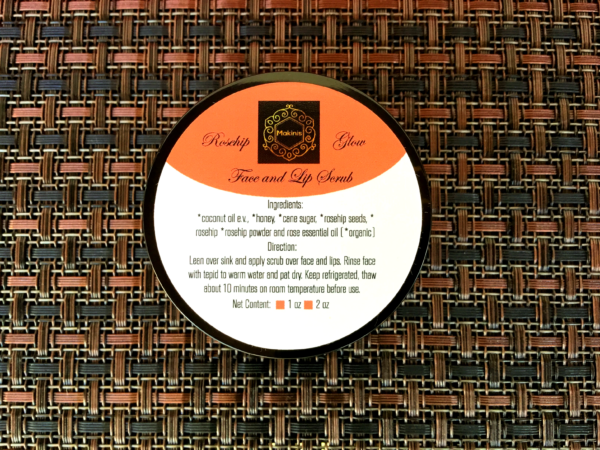 Makinis
Rosehip Glow
Face and Lip Scrub
Ingredients:
*coconut oil e.v., *honey, *cane sugar, *rosehip seeds, *
rosehip *rosehip powder and rose essential oil (*organic)
Direction:
Lean over sink and apply scrub over face and lips. Rinse face
with tepid to warm water and pat dry. Keep refrigerated, thaw
about 10 minutes on room temperature before use.
Net Content: 1 oz 2 oz